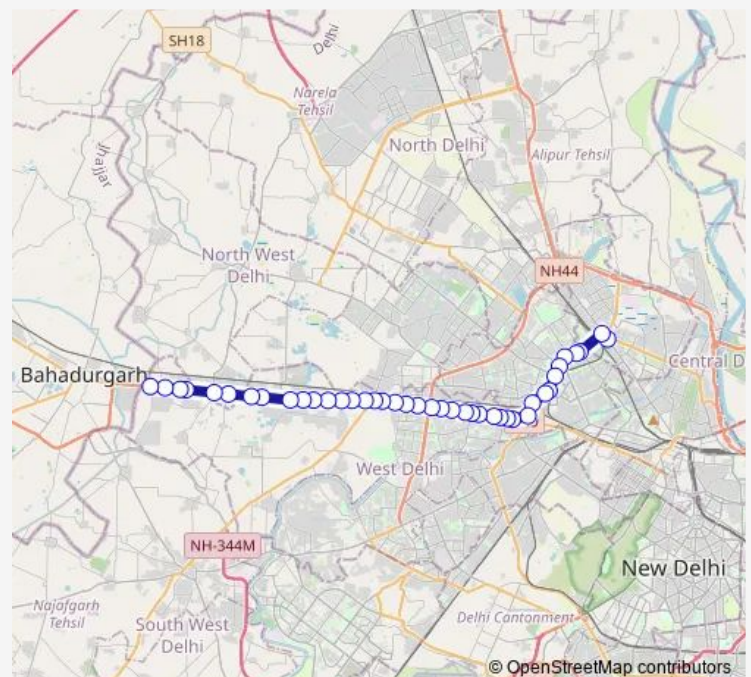 SH18
Delhi
Narela
Tehsil
North Delhi
Alipur Tehsil
Jhajjar
North West
Delhi
NH44
Bahadurgarh
Central D
West Delhi
NH-344M
New Delhi
Najafgarh
Tehsil
South West
Delhi
Delhi Cantonment
© OpenStreetMap contributors